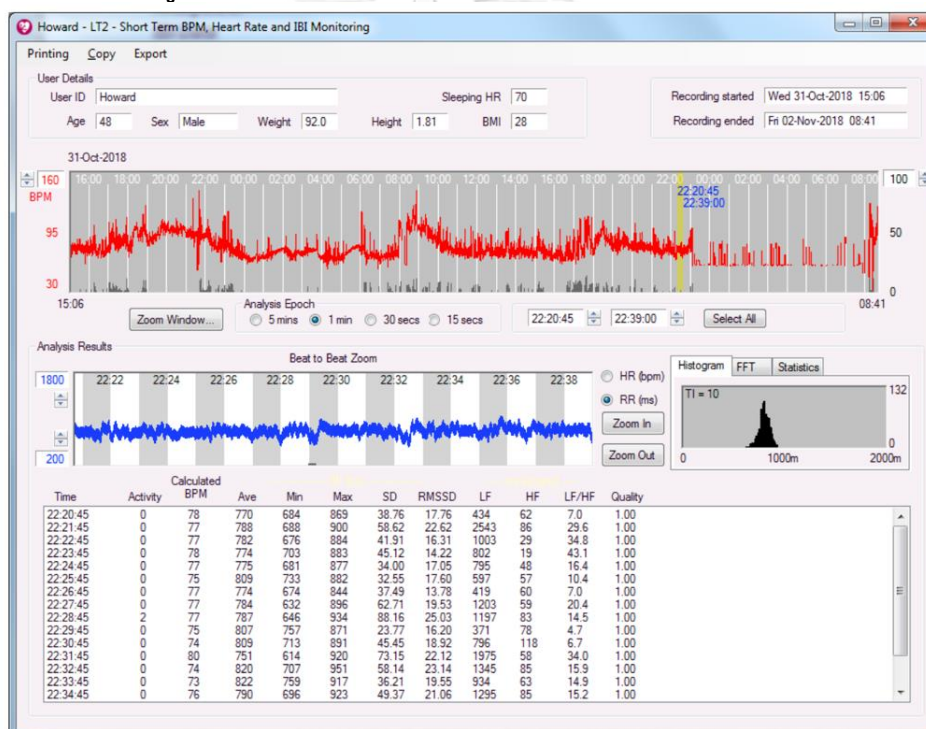 Howard - LT2 - Short Term BPM, Heart Rate and IBI Monitoring
Printing Copy Export
User Details
User ID Howard Sleeping HR 70
Age 48 Sex Male Weight 92.0 Height 1.81 BMI 28
Recording started Wed 31-Oct-2018 15:06
Recording ended Fri 02-Nov-2018 08:41
31-Oct-2018
160 16:00 18:00 20:00 22:00 00:00 02:00 04:00 06:00 08:00 10:00 12:00 14:00 16:00 18:00 20:00 22:00 00:00 02:00 04:00 06:00 08:00 100
BPM
22:20:45
22:39:00
95 50
30 0
15:06 08:41
Zoom Window...
Analysis Epoch
5 mins 1 min 30 secs 15 secs
22:20:45 22:39:00 Select All
Analysis Results
Beat to Beat Zoom
1800 22:22 22:24 22:26 22:28 22:30 22:32 22:34 22:36 22:38
200
HR (bpm)
RR (ms)
Zoom In
Zoom Out
Histogram FFT Statistics
TI = 10 132
0
0 1000m 2000m
Time Activity Calculated BPM Ave Min Max SD RMSSD LF HF LF/HF Quality
22:20:45 0 78 770 684 869 38.76 17.76 434 62 7.0 1.00
22:21:45 0 77 788 688 900 58.62 22.62 2543 86 29.6 1.00
22:22:45 0 77 782 676 884 41.91 16.31 1003 29 34.8 1.00
22:23:45 0 78 774 703 883 45.12 14.22 802 19 43.1 1.00
22:24:45 0 77 775 681 877 34.00 17.05 795 48 16.4 1.00
22:25:45 0 75 809 733 882 32.55 17.60 597 57 10.4 1.00
22:26:45 0 77 774 674 844 37.49 13.78 419 60 7.0 1.00
22:27:45 0 77 784 632 896 62.71 19.53 1203 59 20.4 1.00
22:28:45 2 77 787 646 934 88.16 25.03 1197 83 14.5 1.00
22:29:45 0 75 807 757 871 23.77 16.20 371 78 4.7 1.00
22:30:45 0 74 809 713 891 45.45 18.92 796 118 6.7 1.00
22:31:45 0 80 751 614 920 73.15 22.12 1975 58 34.0 1.00
22:32:45 0 74 820 707 951 58.14 23.14 1345 85 15.9 1.00
22:33:45 0 73 822 759 917 36.21 19.55 934 63 14.9 1.00
22:34:45 0 76 790 696 923 49.37 21.06 1295 85 15.2 1.00